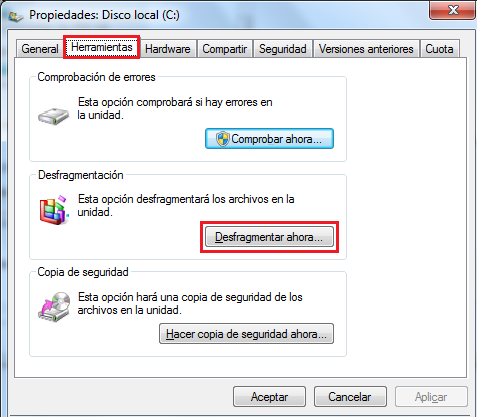 Propiedades: Disco local (C:)
General Herramientas Hardware Compartir Seguridad Versiones anteriores Cuota
Comprobación de errores
Esta opción comprobará si hay errores en
la unidad.
Comprobar ahora...
Desfragmentación
Esta opción desfragmentará los archivos en la
unidad.
Desfragmentar ahora...
Copia de seguridad
Esta opción hará una copia de seguridad de los
archivos en la unidad.
Hacer copia de seguridad ahora...
Aceptar Cancelar Aplicar